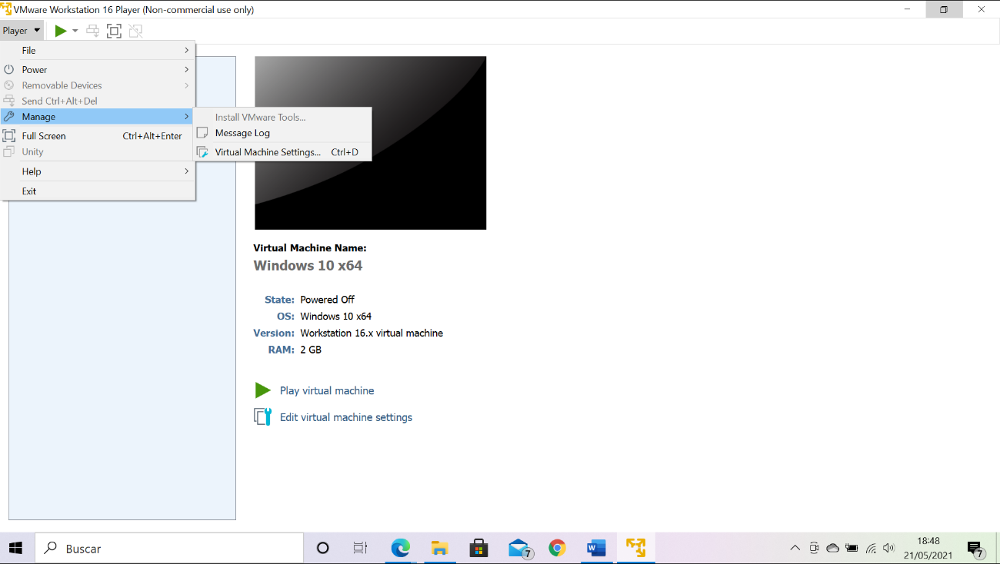 VMware Workstation 16 Player (Non-commercial use only)
Player
File
Power
Removable Devices
Send Ctrl+Alt+Del
Manage
Install VMware Tools...
Message Log
Full Screen Ctrl+Alt+Enter
Virtual Machine Settings... Ctrl+D
Unity
Help
Exit
Virtual Machine Name:
Windows 10 x64
State: Powered Off
OS: Windows 10 x64
Version: Workstation 16.x virtual machine
RAM: 2 GB
Play virtual machine
Edit virtual machine settings
Buscar
7
W
18:48
21/05/2021
7